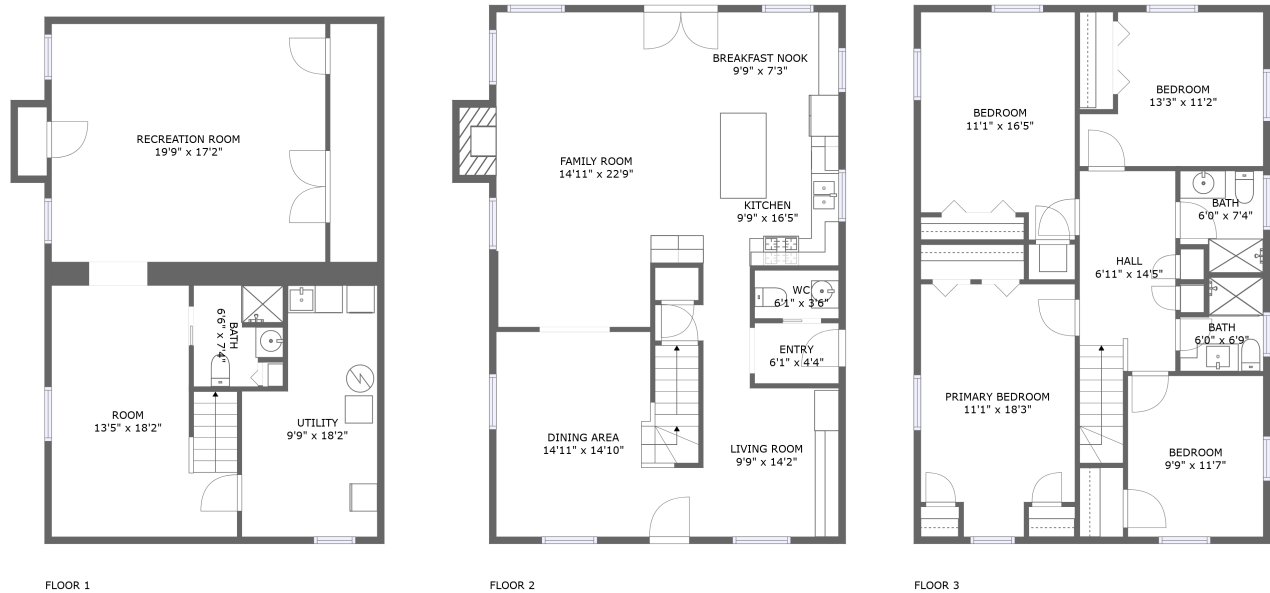 RECREATION ROOM
19'9" x 17'2"
BATH
6'6" x 7'4"
ROOM
13'5" x 18'2"
UTILITY
9'9" x 18'2"
FLOOR 1
BREAKFAST NOOK
9'9" x 7'3"
FAMILY ROOM
14'11" x 22'9"
KITCHEN
9'9" x 16'5"
WC
6'1" x 3'6"
ENTRY
6'1" x 4'4"
DINING AREA
14'11" x 14'10"
LIVING ROOM
9'9" x 14'2"
FLOOR 2
BEDROOM
13'3" x 11'2"
BEDROOM
11'1" x 16'5"
BATH
6'0" x 7'4"
HALL
6'11" x 14'5"
BATH
6'0" x 6'9"
PRIMARY BEDROOM
11'1" x 18'3"
BEDROOM
9'9" x 11'7"
FLOOR 3